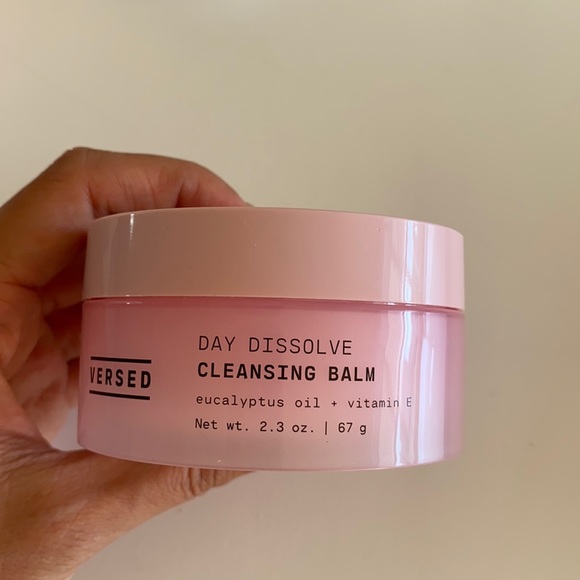 VERSED
DAY DISSOLVE
CLEANSING BALM
eucalyptus oil + vitamin E
Net wt. 2.3 oz. | 67 g